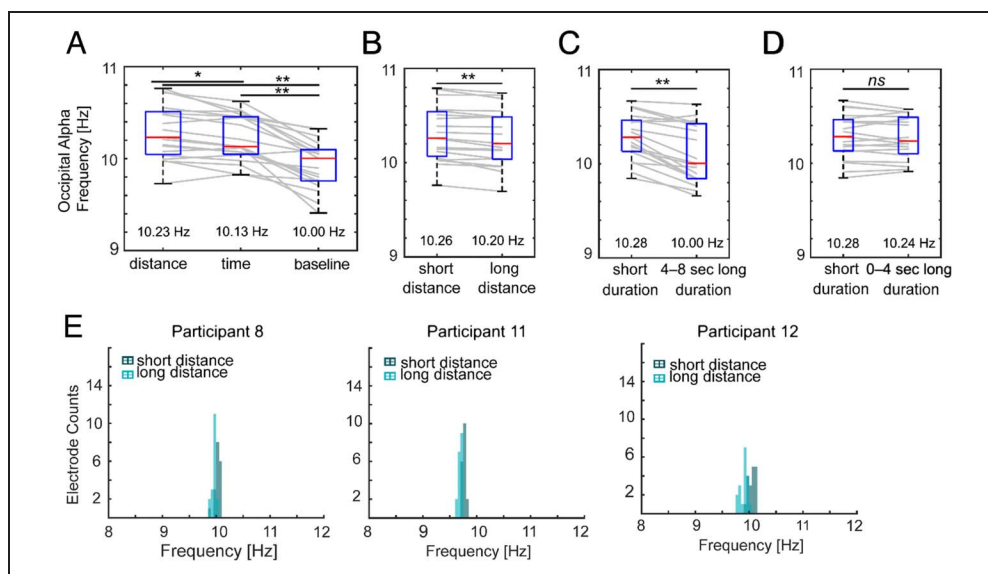 A
B
C
D
Occipital Alpha
Frequency [Hz]
11
10
9
*
**
**
10.23 Hz
10.13 Hz
10.00 Hz
distance
time
baseline
11
10
9
**
10.26
10.20 Hz
short
distance
long
distance
11
10
9
**
10.28
10.00 Hz
short
duration
4–8 sec long
duration
11
10
9
ns
10.28
10.24 Hz
short
duration
0–4 sec long
duration
E
Participant 8
short distance
long distance
Electrode Counts
14
10
6
2
8
9
10
11
12
Frequency [Hz]
Participant 11
short distance
long distance
14
10
6
2
8
9
10
11
12
Frequency [Hz]
Participant 12
short distance
long distance
14
10
6
2
8
9
10
11
12
Frequency [Hz]